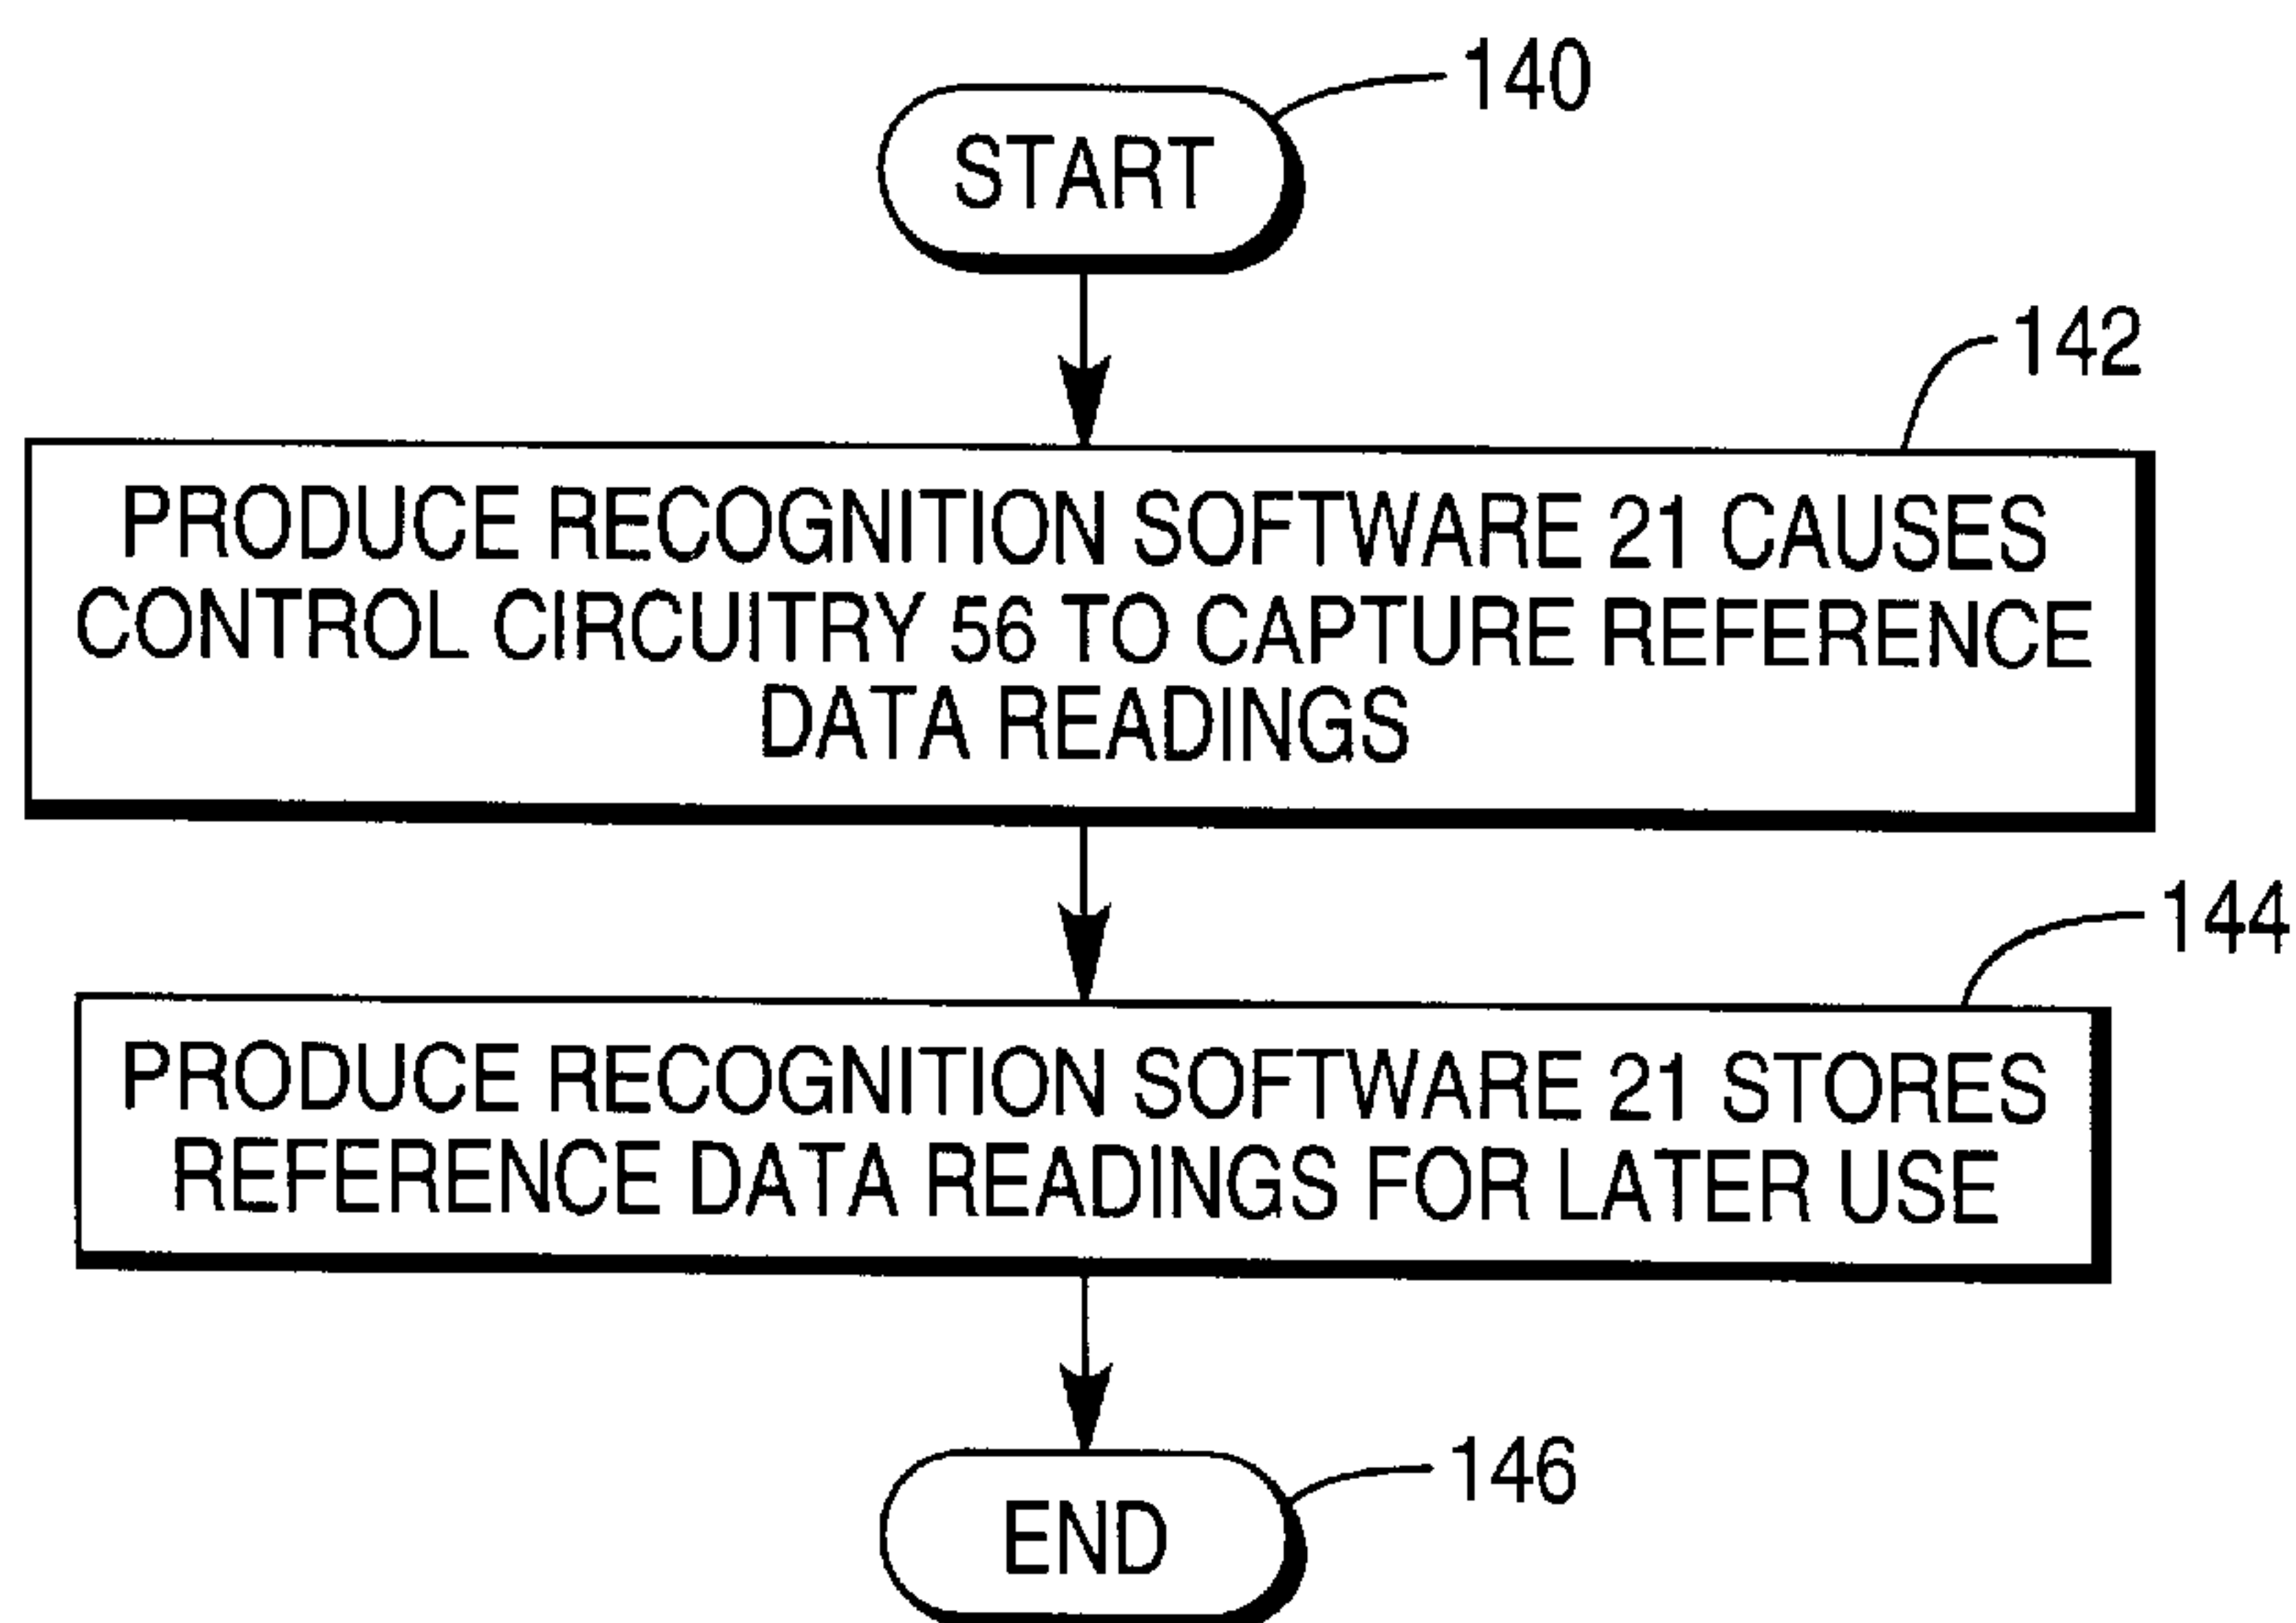 START
140
142
PRODUCE RECOGNITION SOFTWARE 21 CAUSES
CONTROL CIRCUITRY 56 TO CAPTURE REFERENCE
DATA READINGS
144
PRODUCE RECOGNITION SOFTWARE 21 STORES
REFERENCE DATA READINGS FOR LATER USE
146
END